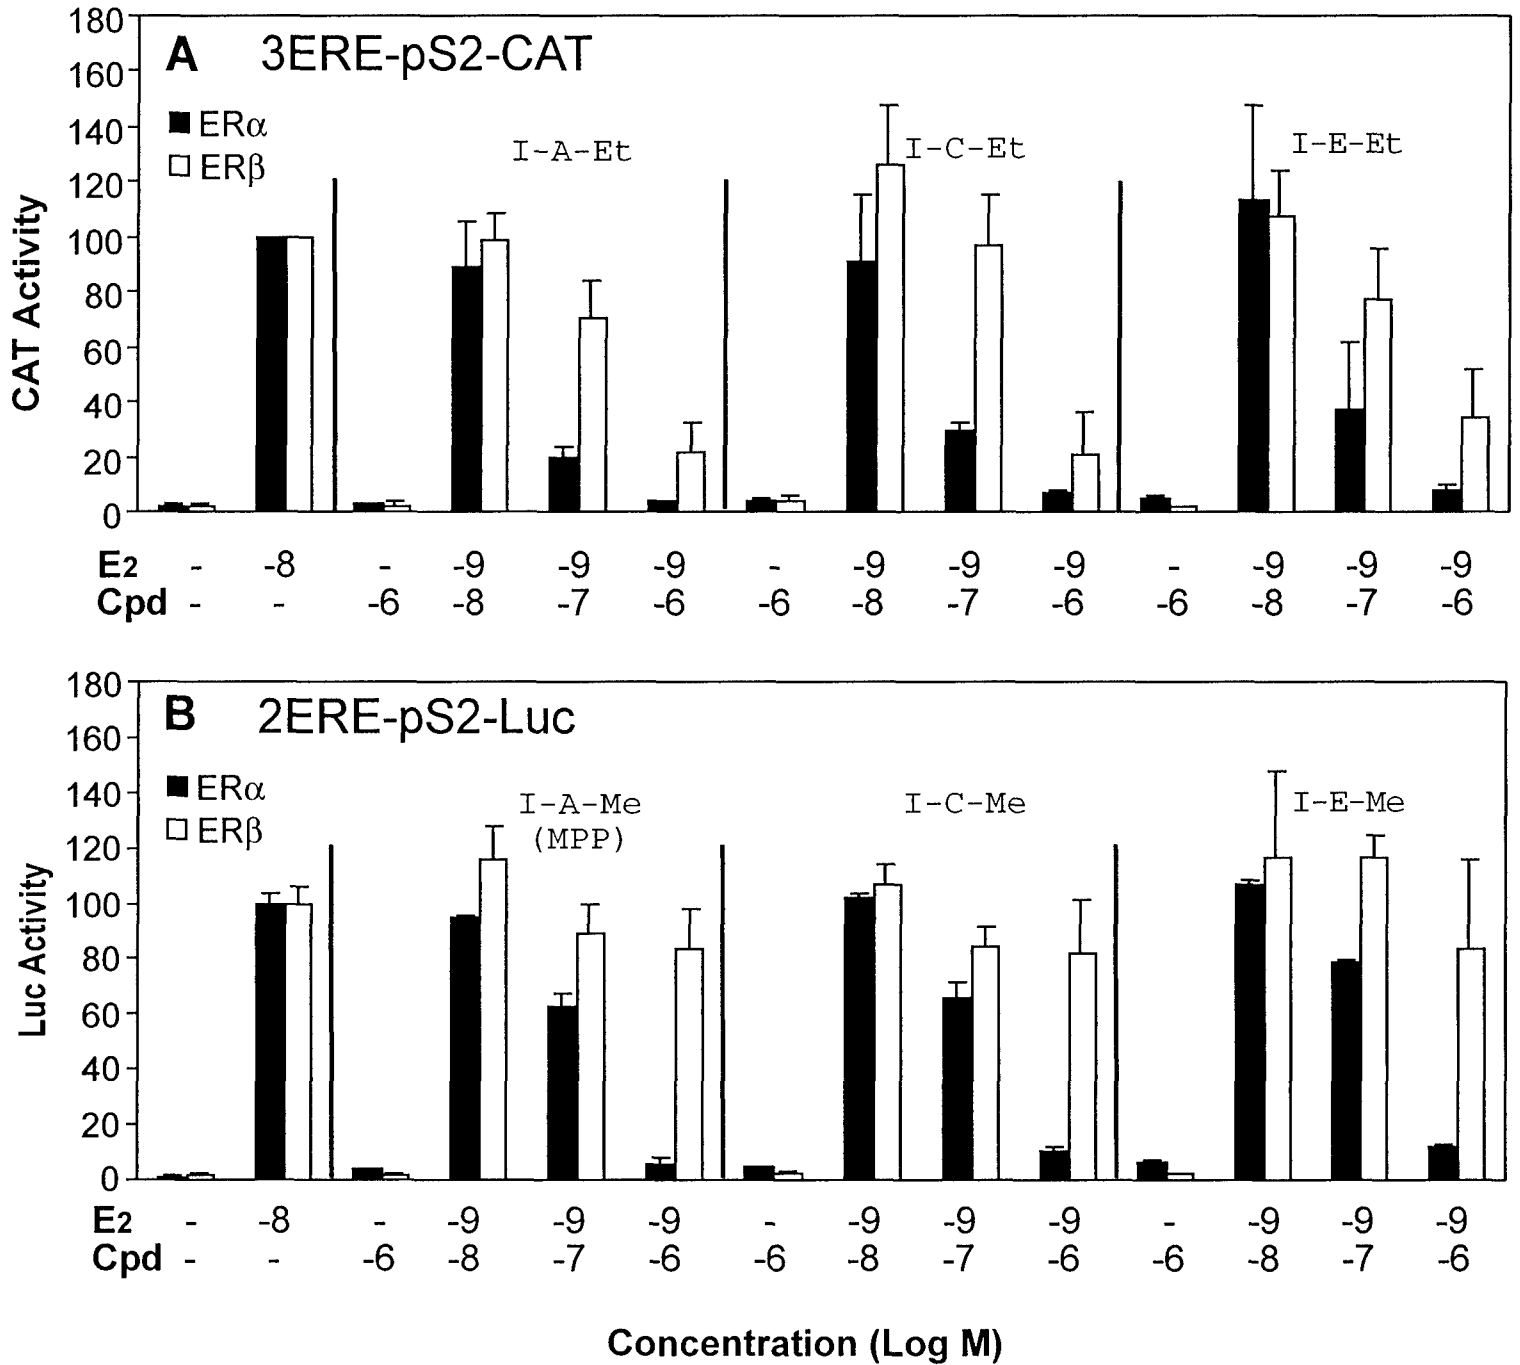 180
A 3ERE-pS2-CAT
160
ERα
140
I-A-Et I-C-Et I-E-Et
ERβ
120
100
80
60
40
20
0
CAT Activity
E2 - -8 - -9 -9 -9 - -9 -9 -9 - -9 -9 -9
Cpd - - -6 -8 -7 -6 -6 -8 -7 -6 -6 -8 -7 -6
180
B 2ERE-pS2-Luc
160
ERα
140
I-A-Me I-C-Me I-E-Me
ERβ
(MPP)
120
100
80
60
40
20
0
Luc Activity
E2 - -8 - -9 -9 -9 - -9 -9 -9 - -9 -9 -9
Cpd - - -6 -8 -7 -6 -6 -8 -7 -6 -6 -8 -7 -6
Concentration (Log M)